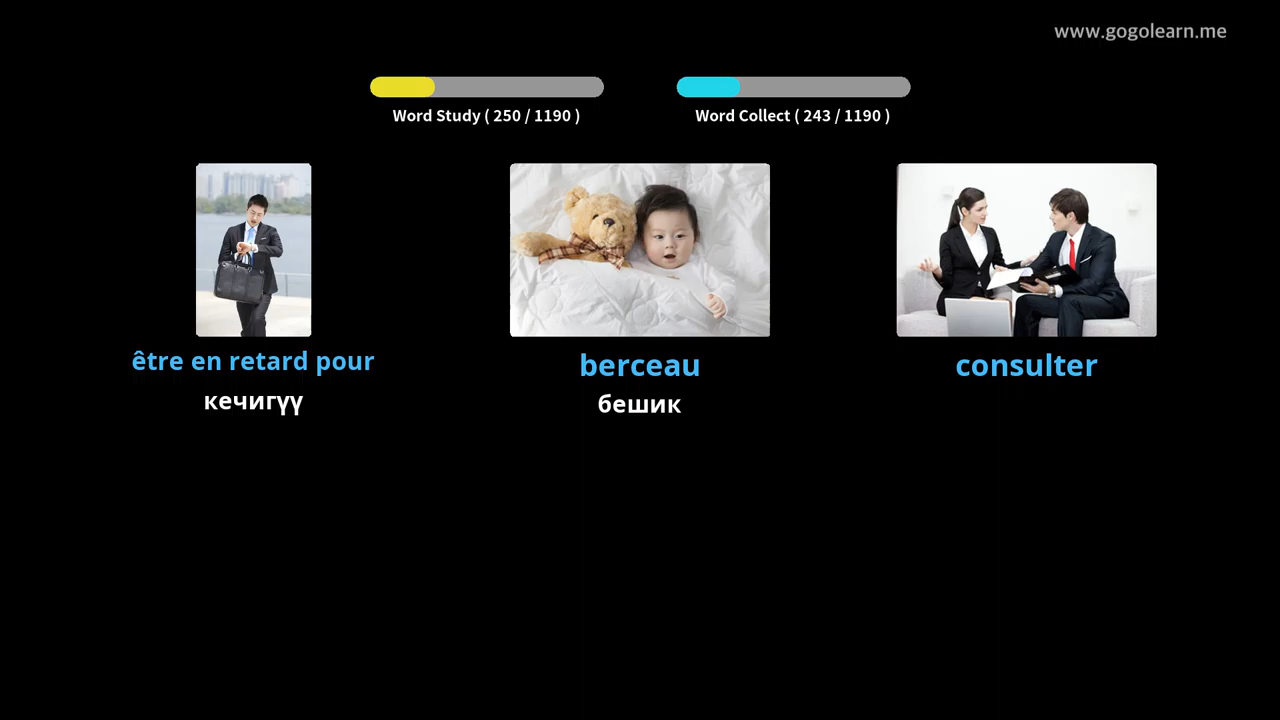 www.gogolearn.me
Word Study ( 250 / 1190 )
Word Collect ( 243 / 1190 )
être en retard pour
кечигүү
berceau
бешик
consulter